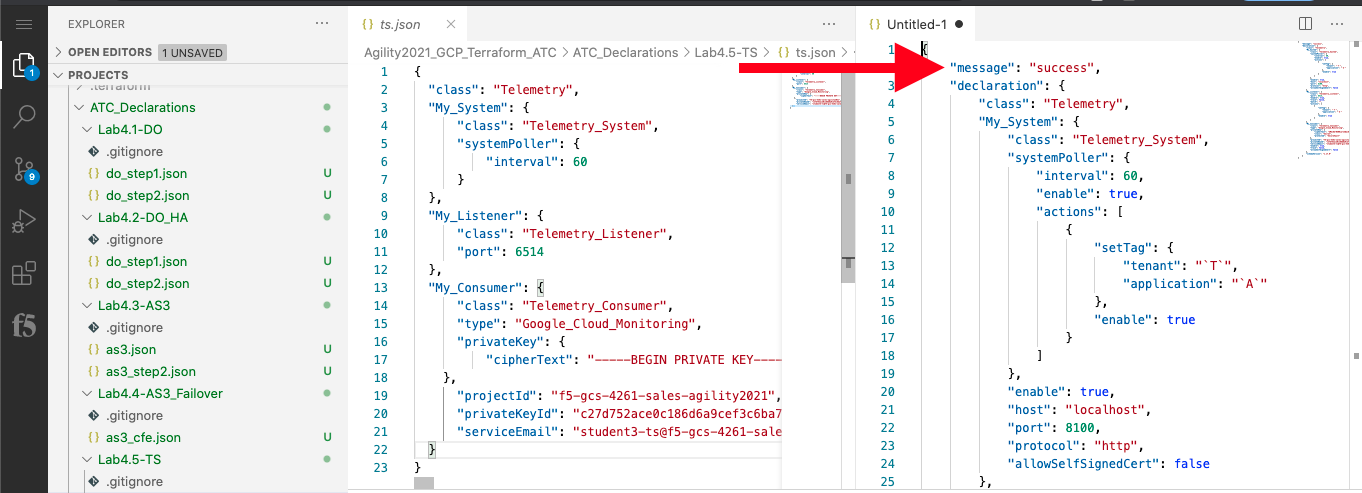 EXPLORER
OPEN EDITORS 1 UNSAVED
PROJECTS
.terraform
ATC_Declarations
Lab4.1-DO
.gitignore
do_step1.json U
do_step2.json U
Lab4.2-DO_HA
.gitignore
do_step1.json U
do_step2.json U
Lab4.3-AS3
.gitignore
as3.json U
as3_step2.json U
Lab4.4-AS3_Failover
.gitignore
as3_cfe.json U
Lab4.5-TS
.gitignore
1
9
f5
{} ts.json
Agility2021_GCP_Terraform_ATC > ATC_Declarations > Lab4.5-TS > {} ts.json
1 {
2 "class": "Telemetry",
3 "My_System": {
4 "class": "Telemetry_System",
5 "systemPoller": {
6 "interval": 60
7 }
8 },
9 "My_Listener": {
10 "class": "Telemetry_Listener",
11 "port": 6514
12 },
13 "My_Consumer": {
14 "class": "Telemetry_Consumer",
15 "type": "Google_Cloud_Monitoring",
16 "privateKey": {
17 "cipherText": "-----BEGIN PRIVATE KEY----
18 },
19 "projectId": "f5-gcs-4261-sales-agility2021",
20 "privateKeyId": "c27d752ace0c186d6a9cef3c6ba7
21 "serviceEmail": "student3-ts@f5-gcs-4261-sale
22 }
23 }
{} Untitled-1
1 {
"message": "success",
3 "declaration": {
4 "class": "Telemetry",
5 "My_System": {
6 "class": "Telemetry_System",
7 "systemPoller": {
8 "interval": 60,
9 "enable": true,
10 "actions": [
11 {
12 "setTag": {
13 "tenant": "`T`",
14 "application": "`A`"
15 },
16 "enable": true
17 }
18 ]
19 },
20 "enable": true,
21 "host": "localhost",
22 "port": 8100,
23 "protocol": "http",
24 "allowSelfSignedCert": false
25 },